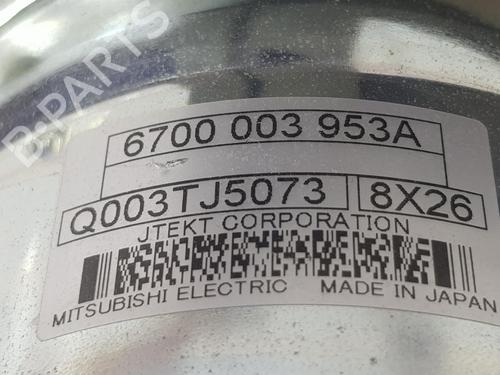 B-PARTS
6700 003 953A
Q003TJ5073 8X26
JTEKT CORPORATION
MITSUBISHI ELECTRIC MADE IN JAPAN